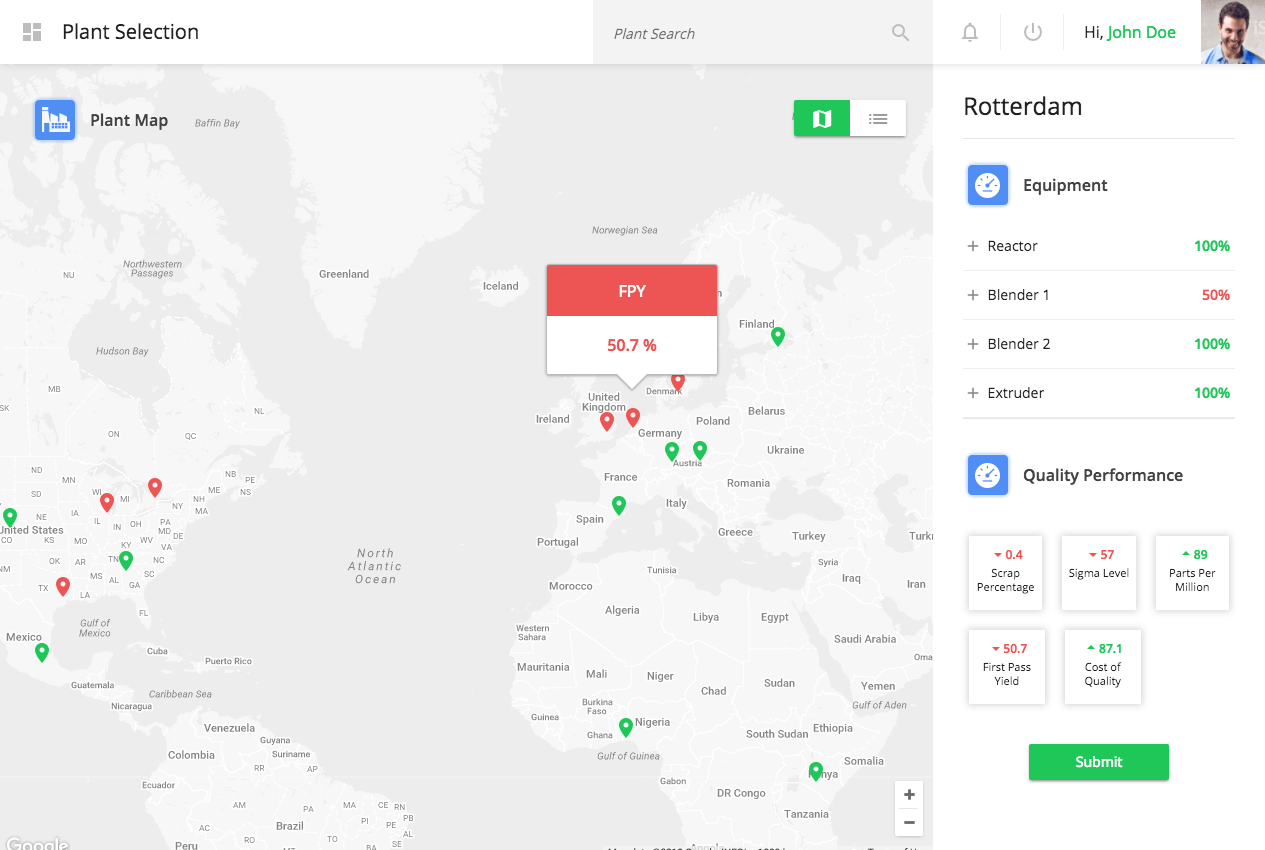 Plant Selection
Plant Search
Hi, John Doe
Plant Map
Baffin Bay
Norwegian Sea
Northwestern
Passages
NU
Greenland
Iceland
Finland
Hudson Bay
FPY
50.7 %
MB
SK
NL
ON
QC
United
Kingdom
Ireland
Denmark
Belarus
Poland
Germany
Ukraine
Austria
France
Romania
Italy
Spain
Portugal
Greece
Turkey
Turk
Syria
Tunisia
Iraq
Iran
Morocco
Algeria
Libya
Egypt
Western
Sahara
Saudi Arabia
Oma
Mauritania
Mali
Niger
Chad
Sudan
Yemen
Gulf of Aden
Burkina
Faso
Guinea
Ghana
Nigeria
South Sudan
Ethiopia
Gulf of Guinea
Somalia
Kenya
Gabon
DR Congo
Tanzania
ND
MN
SD
WI
MI
NB
PE
NS
ME
NH
MA
NY
NE
IA
IL
IN
OH
PA
MD
DE
United States
CO
KS
MO
KY
WV
VA
NM
OK
AR
TN
NC
MS
AL
SC
GA
TX
LA
FL
North
Atlantic
Ocean
Mexico
Gulf of
Mexico
Cuba
Puerto Rico
Guatemala
Caribbean Sea
Nicaragua
Venezuela
Guyana
Suriname
Colombia
RR
AP
Ecuador
AM
PA
MA
CE
RN
PB
PE
AL
SE
AC
RO
TO
BA
MT
Brazil
Peru
Google
Rotterdam
Equipment
Reactor
100%
Blender 1
50%
Blender 2
100%
Extruder
100%
Quality Performance
0.4
Scrap
Percentage
57
Sigma Level
89
Parts Per
Million
50.7
First Pass
Yield
87.1
Cost of
Quality
Submit